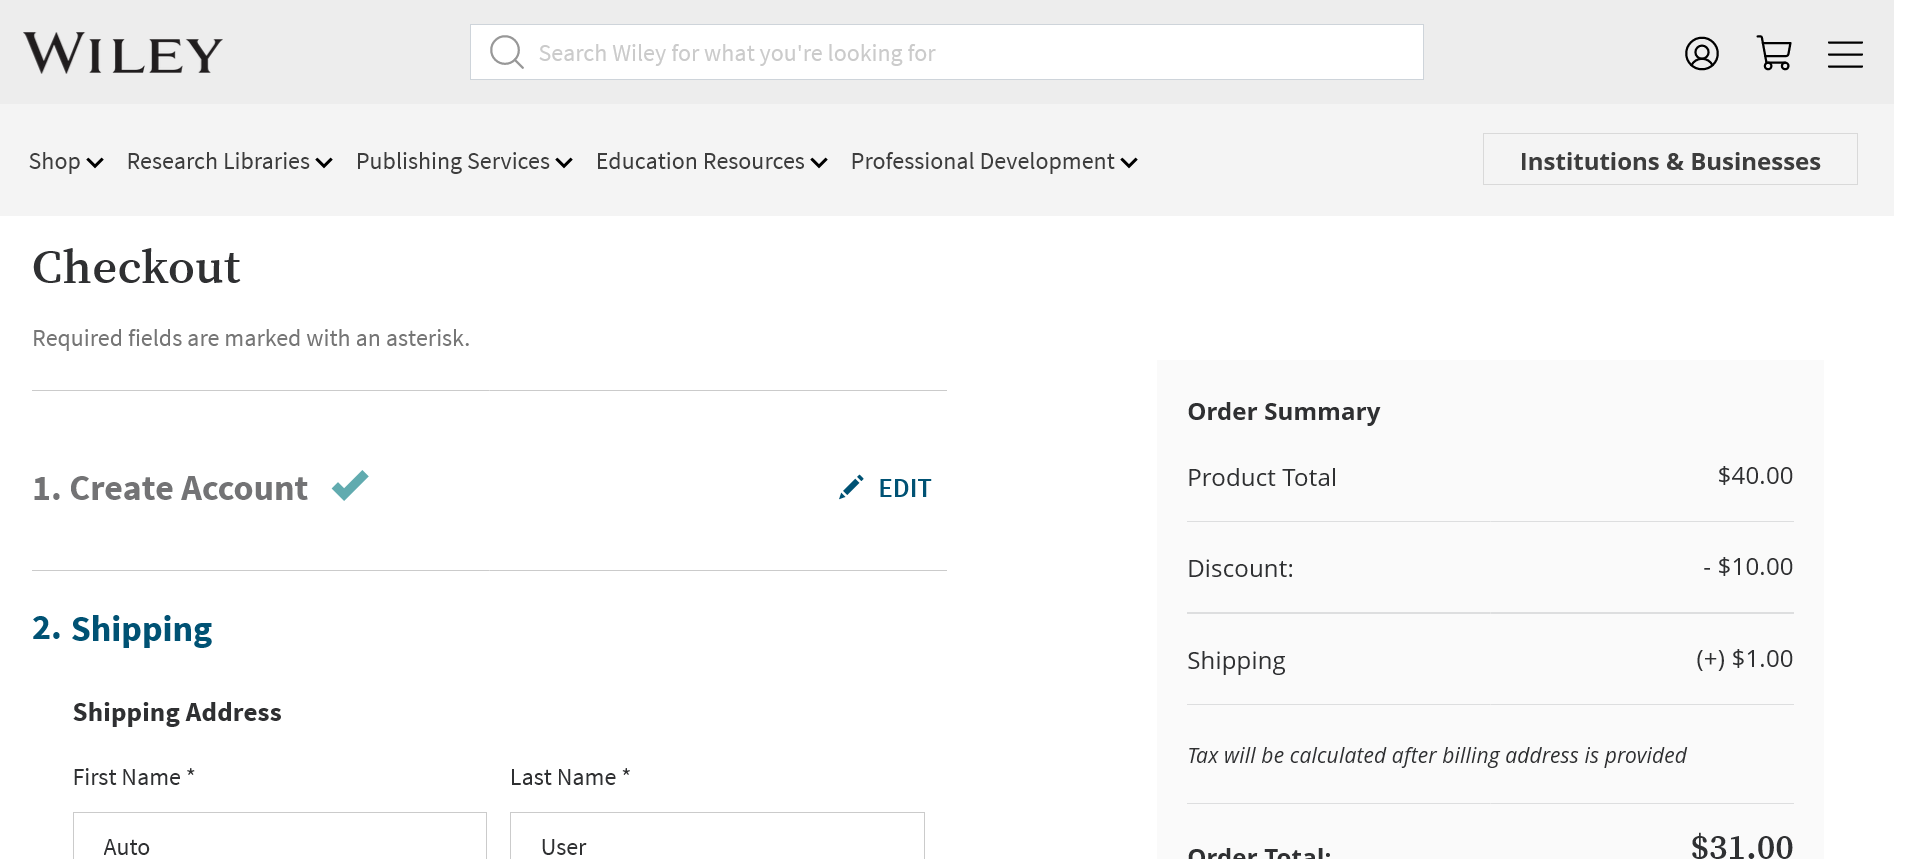 WILEY
Search Wiley for what you're looking for
Shop
Research Libraries
Publishing Services
Education Resources
Professional Development
Institutions & Businesses
Checkout
Required fields are marked with an asterisk.
1. Create Account
EDIT
2. Shipping
Shipping Address
First Name *
Last Name *
Auto
User
Order Summary
Product Total $40.00
Discount: - $10.00
Shipping (+) $1.00
Tax will be calculated after billing address is provided
Order Total: $31.00